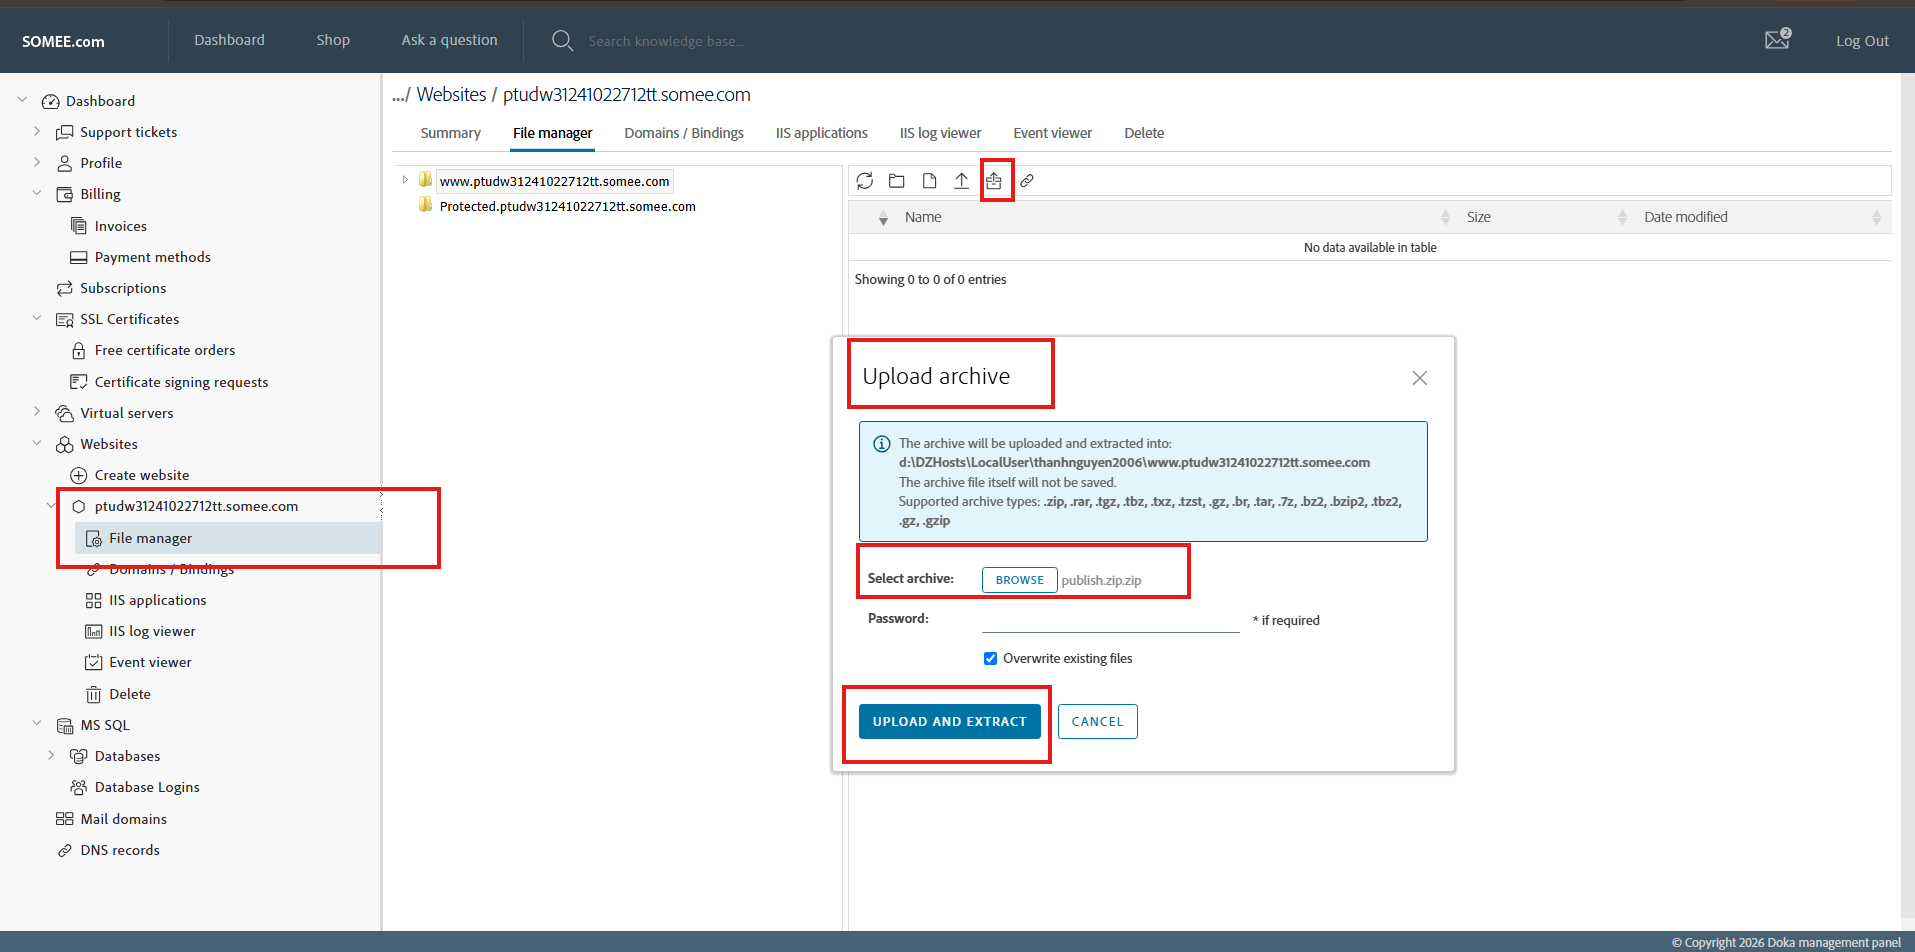 SOMEE.com
Dashboard
Shop
Ask a question
Search knowledge base...
2
Log Out
Dashboard
Support tickets
Profile
Billing
Invoices
Payment methods
Subscriptions
SSL Certificates
Free certificate orders
Certificate signing requests
Virtual servers
Websites
Create website
ptudw31241022712tt.somee.com
File manager
Domains / Bindings
IIS applications
IIS log viewer
Event viewer
Delete
MS SQL
Databases
Database Logins
Mail domains
DNS records
.../ Websites / ptudw31241022712tt.somee.com
Summary
File manager
Domains / Bindings
IIS applications
IIS log viewer
Event viewer
Delete
www.ptudw31241022712tt.somee.com
Protected.ptudw31241022712tt.somee.com
Name
Size
Date modified
No data available in table
Showing 0 to 0 of 0 entries
Upload archive
The archive will be uploaded and extracted into:
d:\DZHosts\LocalUser\thanhnguyen2006\www.ptudw31241022712tt.somee.com
The archive file itself will not be saved.
Supported archive types: .zip, .rar, .tgz, .tbz, .txz, .tzst, .gz, .br, .tar, .7z, .bz2, .bzip2, .tbz2,
.gz, .gzip
Select archive:
BROWSE
publish.zip.zip
Password:
* if required
Overwrite existing files
UPLOAD AND EXTRACT
CANCEL
© Copyright 2026 Doka management panel